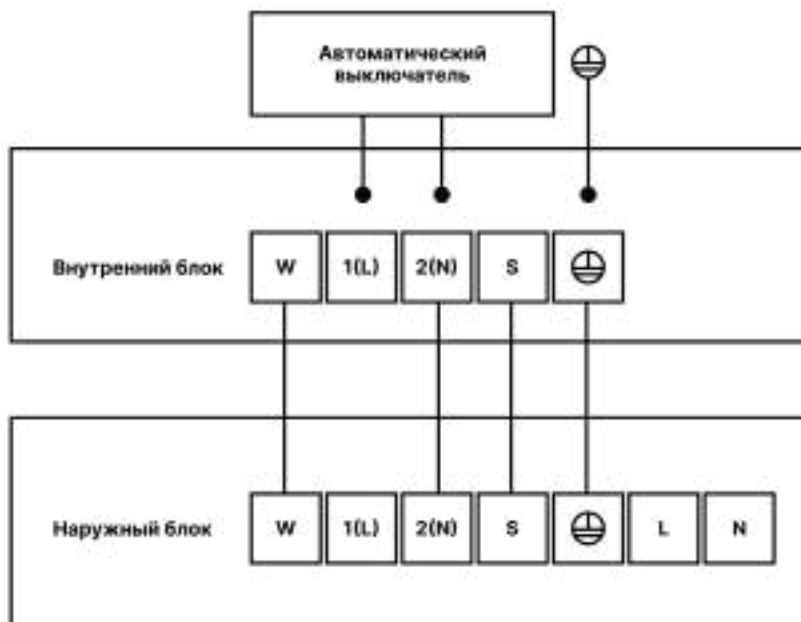 Автоматический
выключатель
Внутренний блок W 1(L) 2(N) S
Наружный блок W 1(L) 2(N) S L N